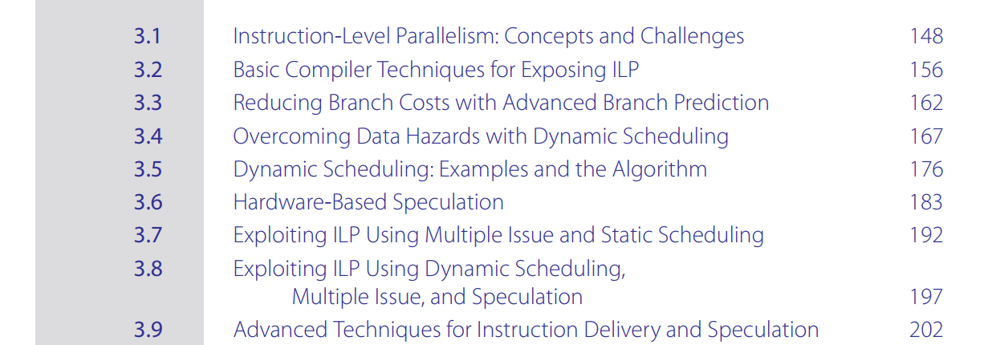 3.1 Instruction-Level Parallelism: Concepts and Challenges 148
3.2 Basic Compiler Techniques for Exposing ILP 156
3.3 Reducing Branch Costs with Advanced Branch Prediction 162
3.4 Overcoming Data Hazards with Dynamic Scheduling 167
3.5 Dynamic Scheduling: Examples and the Algorithm 176
3.6 Hardware-Based Speculation 183
3.7 Exploiting ILP Using Multiple Issue and Static Scheduling 192
3.8 Exploiting ILP Using Dynamic Scheduling,
Multiple Issue, and Speculation 197
3.9 Advanced Techniques for Instruction Delivery and Speculation 202